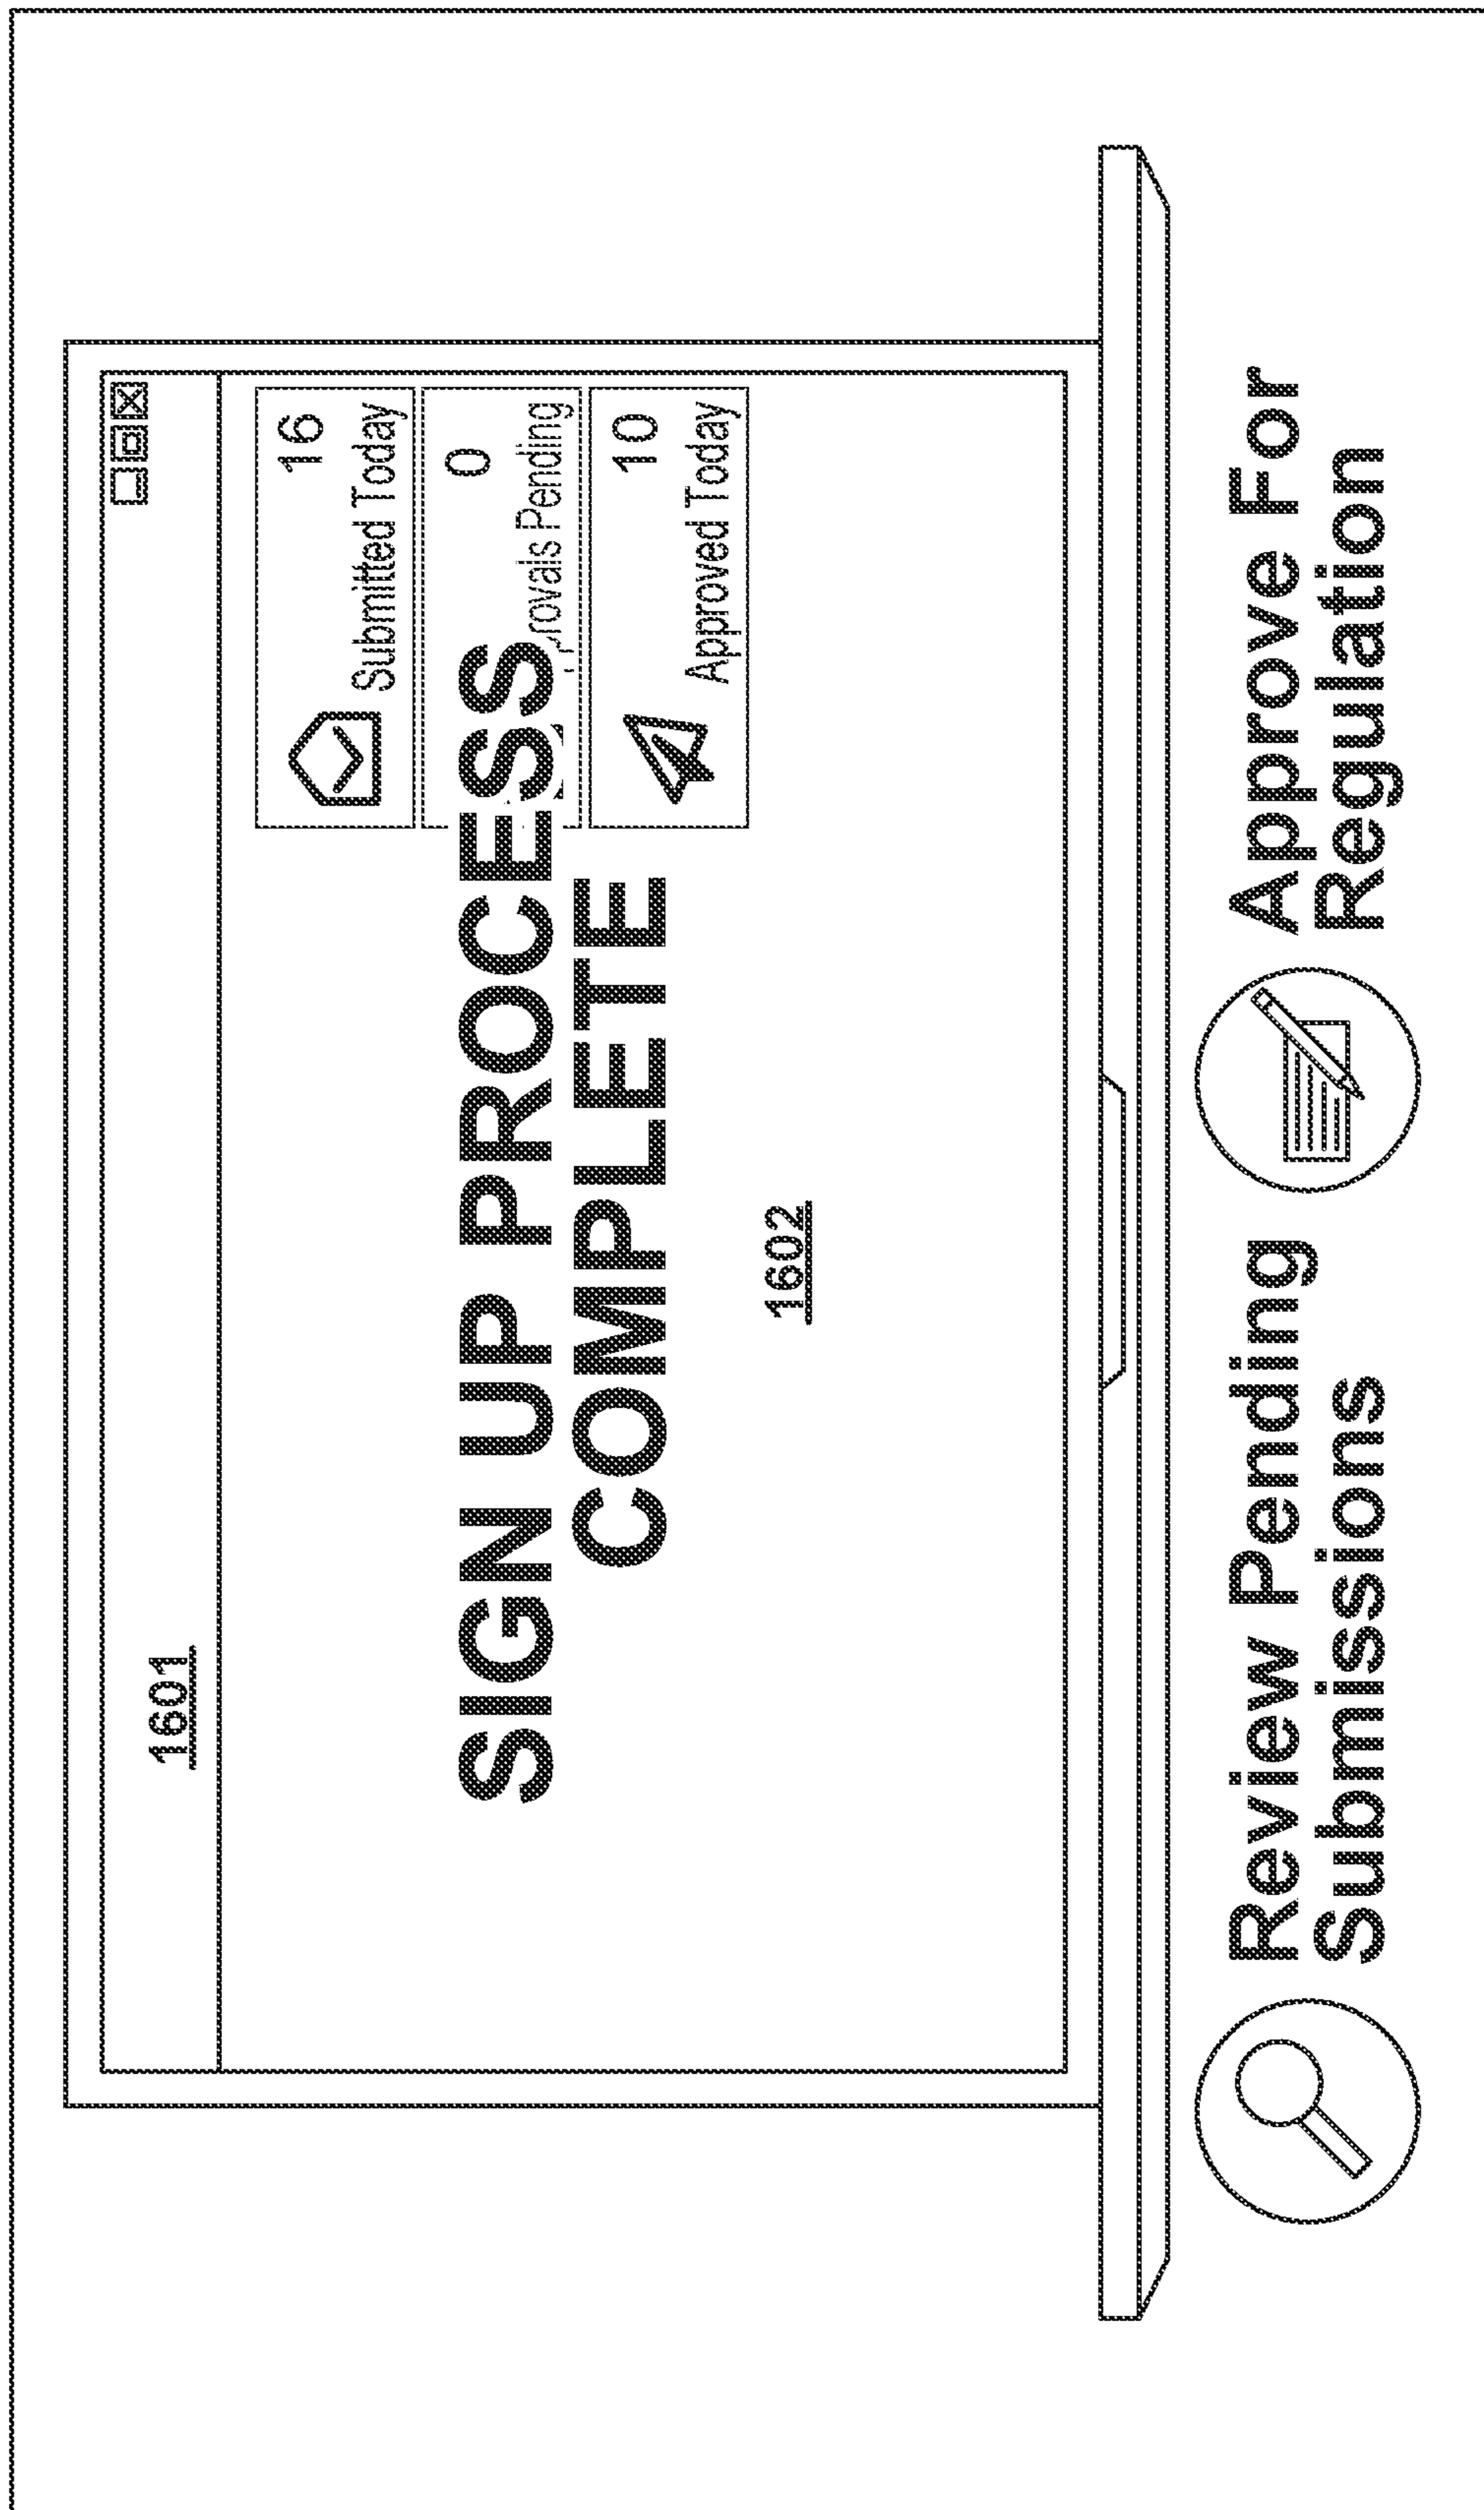 1601
16
Submitted Today
0
rovals Pending
10
Approved Today
SIGN UP PROCESS
COMPLETE
1602
Review Pending
Submissions
Approve For
Regulation